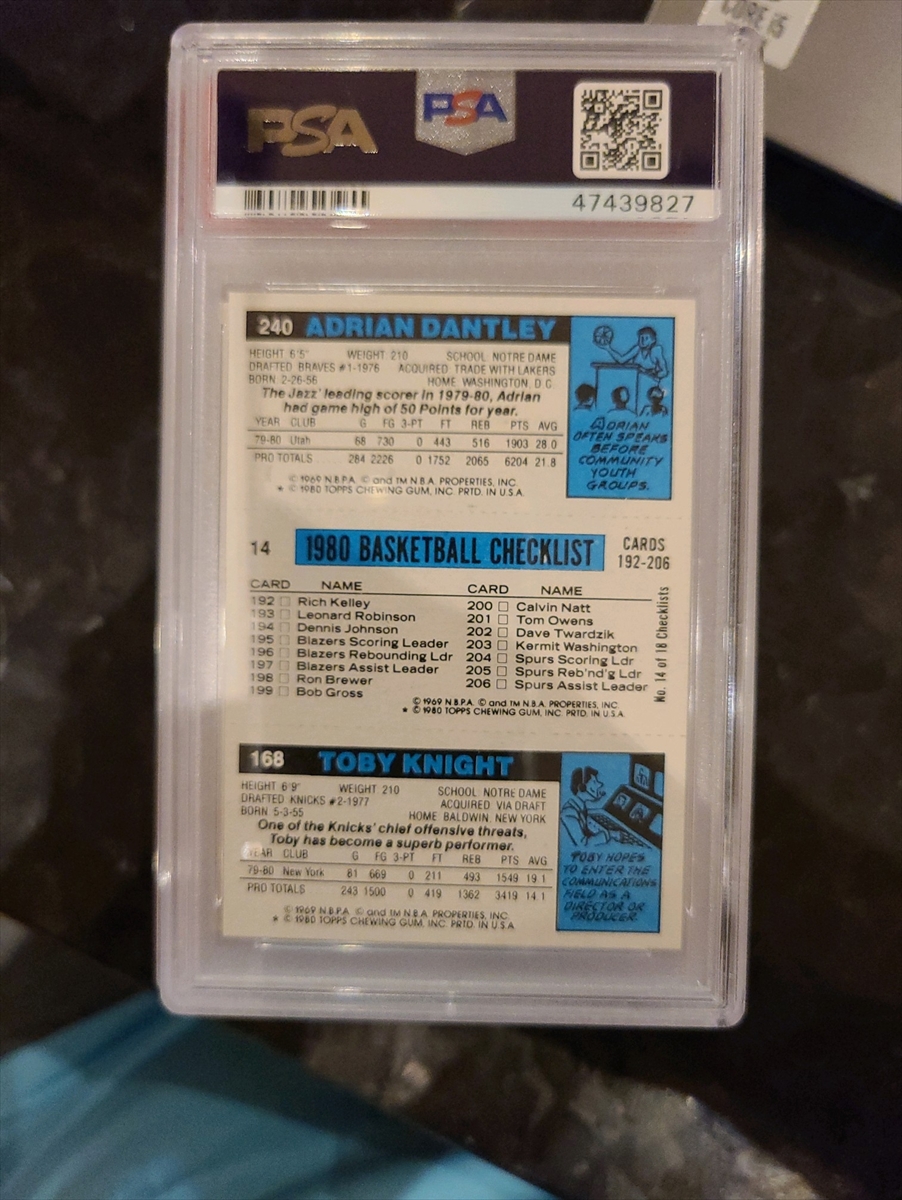 CORE i5
PSA
PSA
47439827
240 ADRIAN DANTLEY
HEIGHT 6'5" WEIGHT 210 SCHOOL: NOTRE DAME
DRAFTED BRAVES #1-1976 ACQUIRED TRADE WITH LAKERS
BORN 2-26-56 HOME WASHINGTON, D.C.
The Jazz' leading scorer in 1979-80, Adrian
had game high of 50 Points for year.
YEAR CLUB G FG 3-PT FT REB PTS AVG
79-80 Utah 68 730 0 443 516 1903 28.0
PRO TOTALS 284 2226 0 1752 2065 6204 21.8
© 1969 N.B.P.A. © and TM N.B.A. PROPERTIES, INC.
* © 1980 TOPPS CHEWING GUM, INC. PRTD. IN U.S.A.
ADRIAN
OFTEN SPEAKS
BEFORE
COMMUNITY
YOUTH
GROUPS.
14 1980 BASKETBALL CHECKLIST CARDS
192-206
CARD NAME
192 Rich Kelley
193 Leonard Robinson
194 Dennis Johnson
195 Blazers Scoring Leader
196 Blazers Rebounding Ldr
197 Blazers Assist Leader
198 Ron Brewer
199 Bob Gross
CARD NAME
200 Calvin Natt
201 Tom Owens
202 Dave Twardzik
203 Kermit Washington
204 Spurs Scoring Ldr
205 Spurs Reb'nd'g Ldr
206 Spurs Assist Leader
No. 14 of 18 Checklists
© 1969 N.B.P.A. © and TM N.B.A. PROPERTIES, INC.
* © 1980 TOPPS CHEWING GUM, INC. PRTD. IN U.S.A.
168 TOBY KNIGHT
HEIGHT 6'9" WEIGHT 210 SCHOOL: NOTRE DAME
DRAFTED KNICKS #2-1977 ACQUIRED VIA DRAFT
BORN 5-3-55 HOME BALDWIN, NEW YORK
One of the Knicks' chief offensive threats,
Toby has become a superb performer.
YEAR CLUB G FG 3-PT FT REB PTS AVG
79-80 New York 81 669 0 211 493 1549 19.1
PRO TOTALS 243 1500 0 419 1362 3419 14.1
© 1969 N.B.P.A. © and TM N.B.A. PROPERTIES, INC.
* © 1980 TOPPS CHEWING GUM, INC. PRTD. IN U.S.A.
TOBY HOPES
TO ENTER THE
COMMUNICATIONS
FIELD AS A
DIRECTOR OR
PRODUCER.